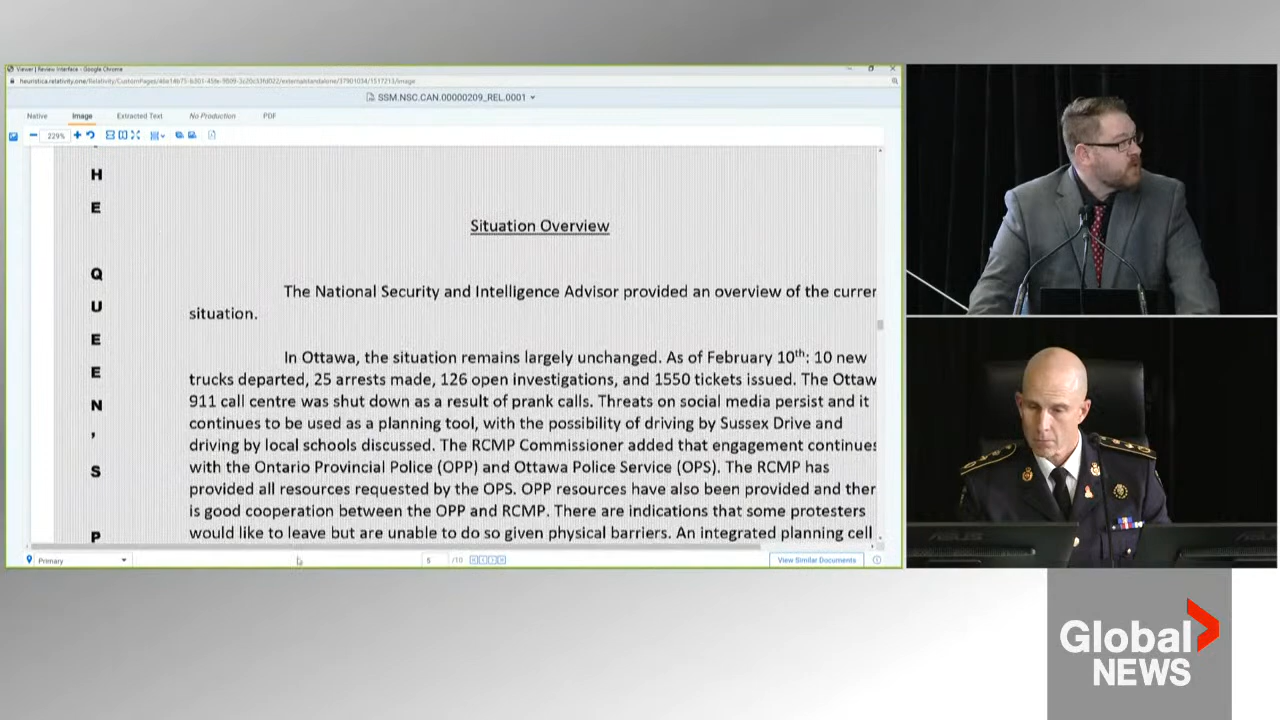 Viewer | Review Interface - Google Chrome
SSM.NSC.CAN.00000209_REL.0001
Native Image Extracted Text No Production PDF
229%
H
E
Q
U
E
E
N
'
S
P
Situation Overview
The National Security and Intelligence Advisor provided an overview of the curren
situation.
In Ottawa, the situation remains largely unchanged. As of February 10th: 10 new
trucks departed, 25 arrests made, 126 open investigations, and 1550 tickets issued. The Ottaw
911 call centre was shut down as a result of prank calls. Threats on social media persist and it
continues to be used as a planning tool, with the possibility of driving by Sussex Drive and
driving by local schools discussed. The RCMP Commissioner added that engagement continues
with the Ontario Provincial Police (OPP) and Ottawa Police Service (OPS). The RCMP has
provided all resources requested by the OPS. OPP resources have also been provided and ther
is good cooperation between the OPP and RCMP. There are indications that some protesters
would like to leave but are unable to do so given physical barriers. An integrated planning cell
Primary 5 /10 View Similar Documents
Global
NEWS